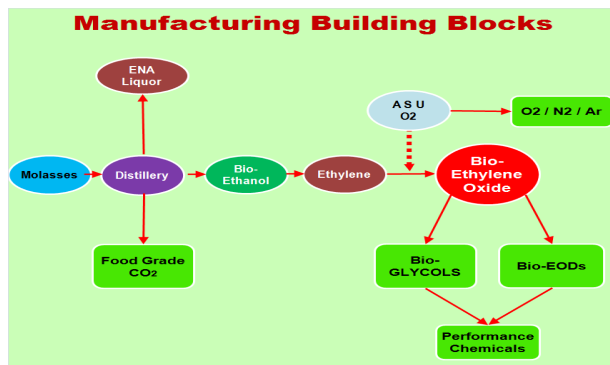 Manufacturing Building Blocks
ENA
Liquor
A S U
O2
O2 / N2 / Ar
Molasses
Distillery
Bio-
Ethanol
Ethylene
Bio-
Ethylene
Oxide
Food Grade
CO2
Bio-
GLYCOLS
Bio-EODs
Performance
Chemicals